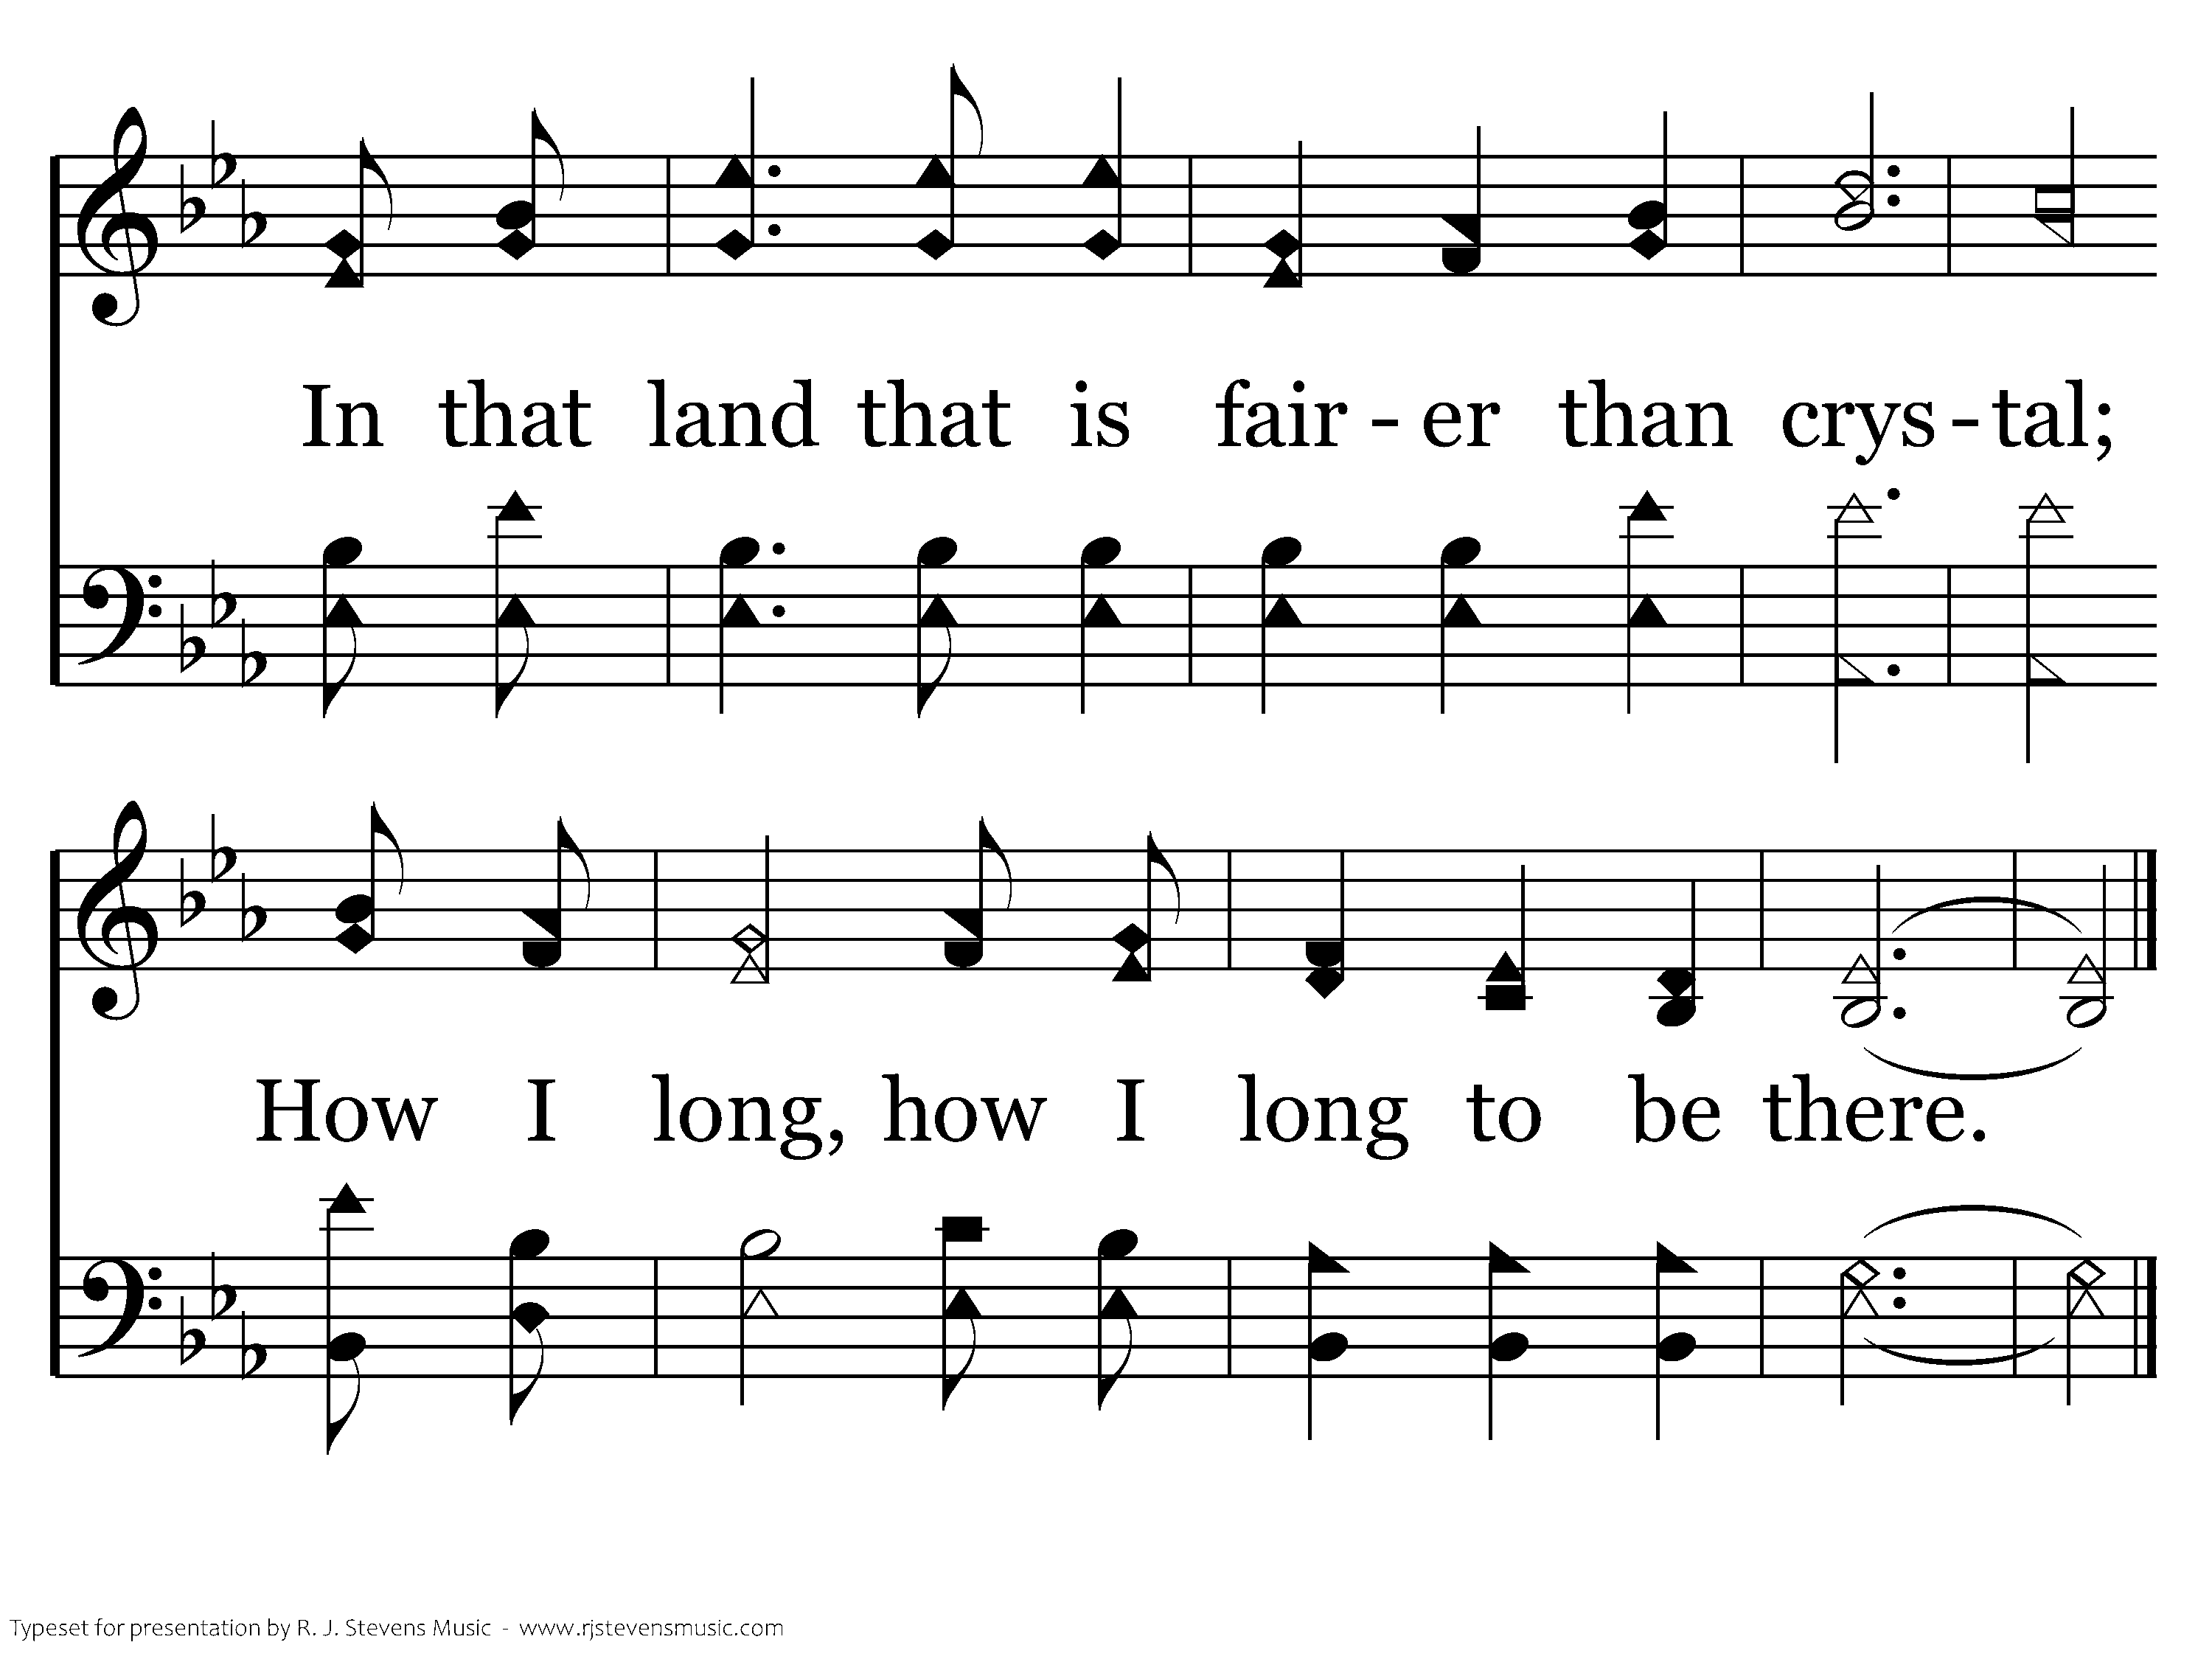 In that land that is fair - er than crys - tal;
How I long, how I long to be there.
Typeset for presentation by R. J. Stevens Music - www.rjstevensmusic.com